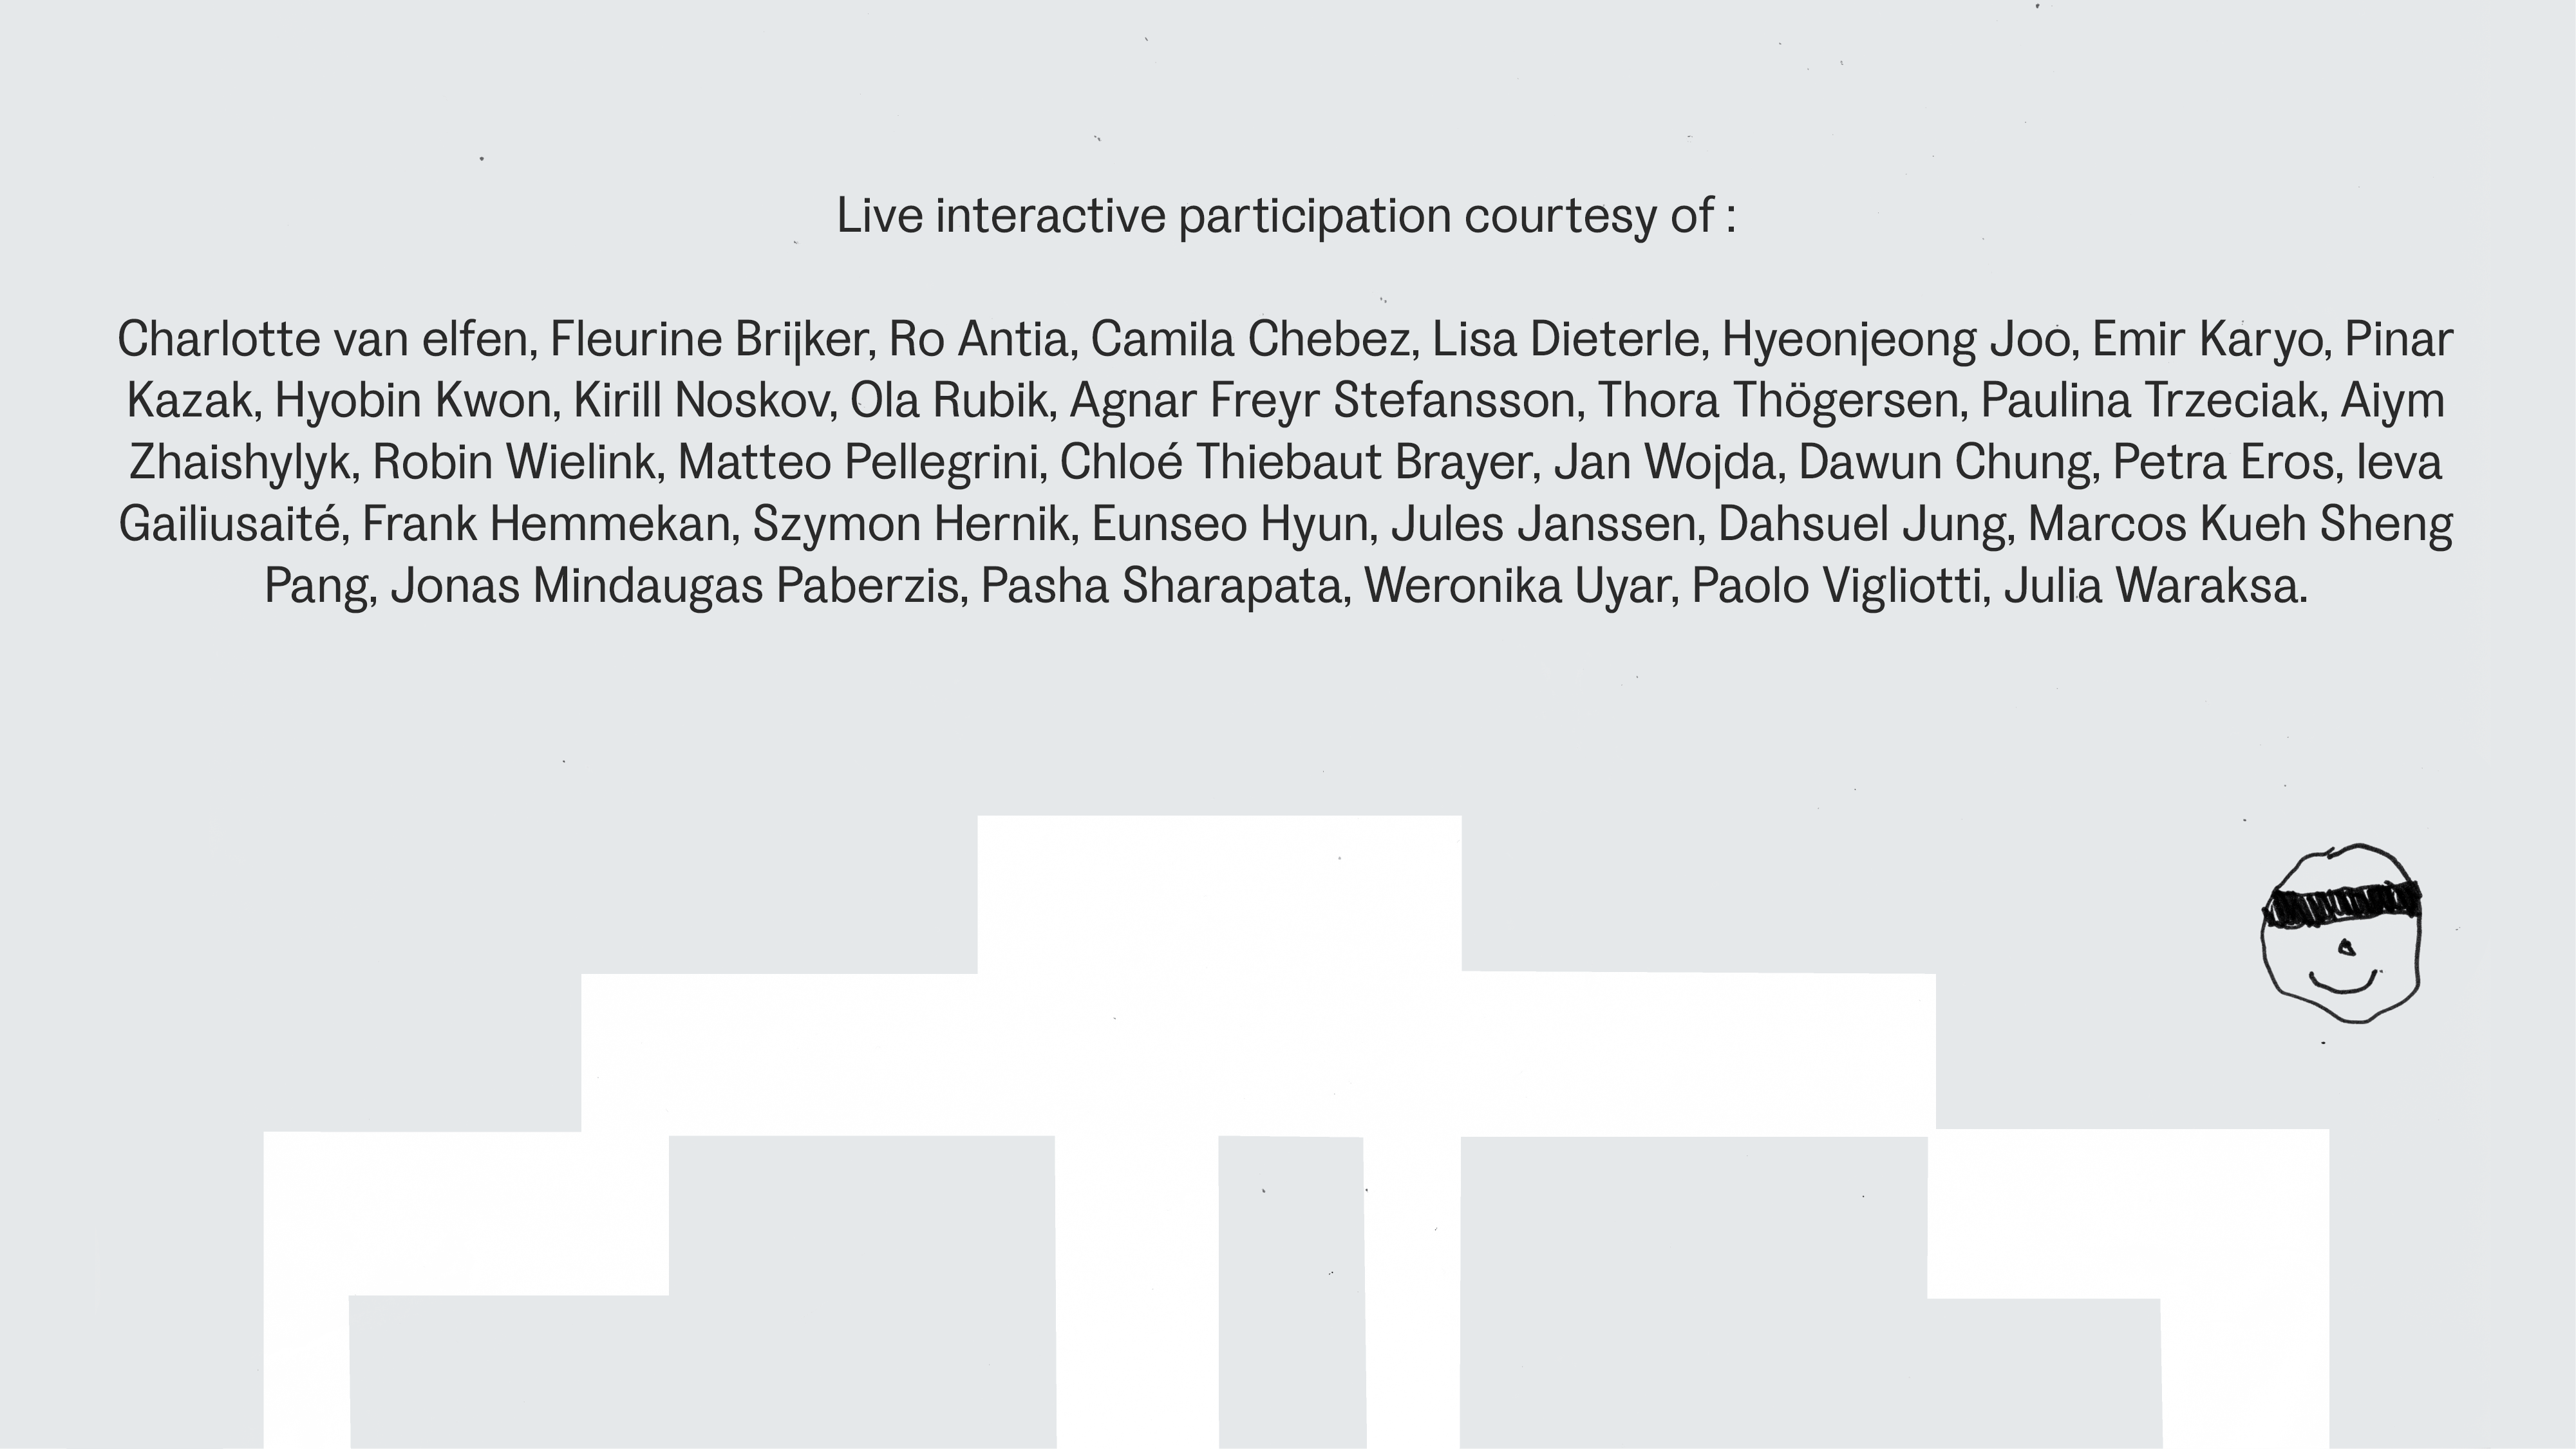 Live interactive participation courtesy of :
Charlotte van elfen, Fleurine Brijker, Ro Antia, Camila Chebez, Lisa Dieterle, Hyeonjeong Joo, Emir Karyo, Pinar
Kazak, Hyobin Kwon, Kirill Noskov, Ola Rubik, Agnar Freyr Stefansson, Thora Thögersen, Paulina Trzeciak, Aiym
Zhaishylyk, Robin Wielink, Matteo Pellegrini, Chloé Thiebaut Brayer, Jan Wojda, Dawun Chung, Petra Eros, Ieva
Gailiusaité, Frank Hemmekan, Szymon Hernik, Eunseo Hyun, Jules Janssen, Dahsuel Jung, Marcos Kueh Sheng
Pang, Jonas Mindaugas Paberzis, Pasha Sharapata, Weronika Uyar, Paolo Vigliotti, Julia Waraksa.